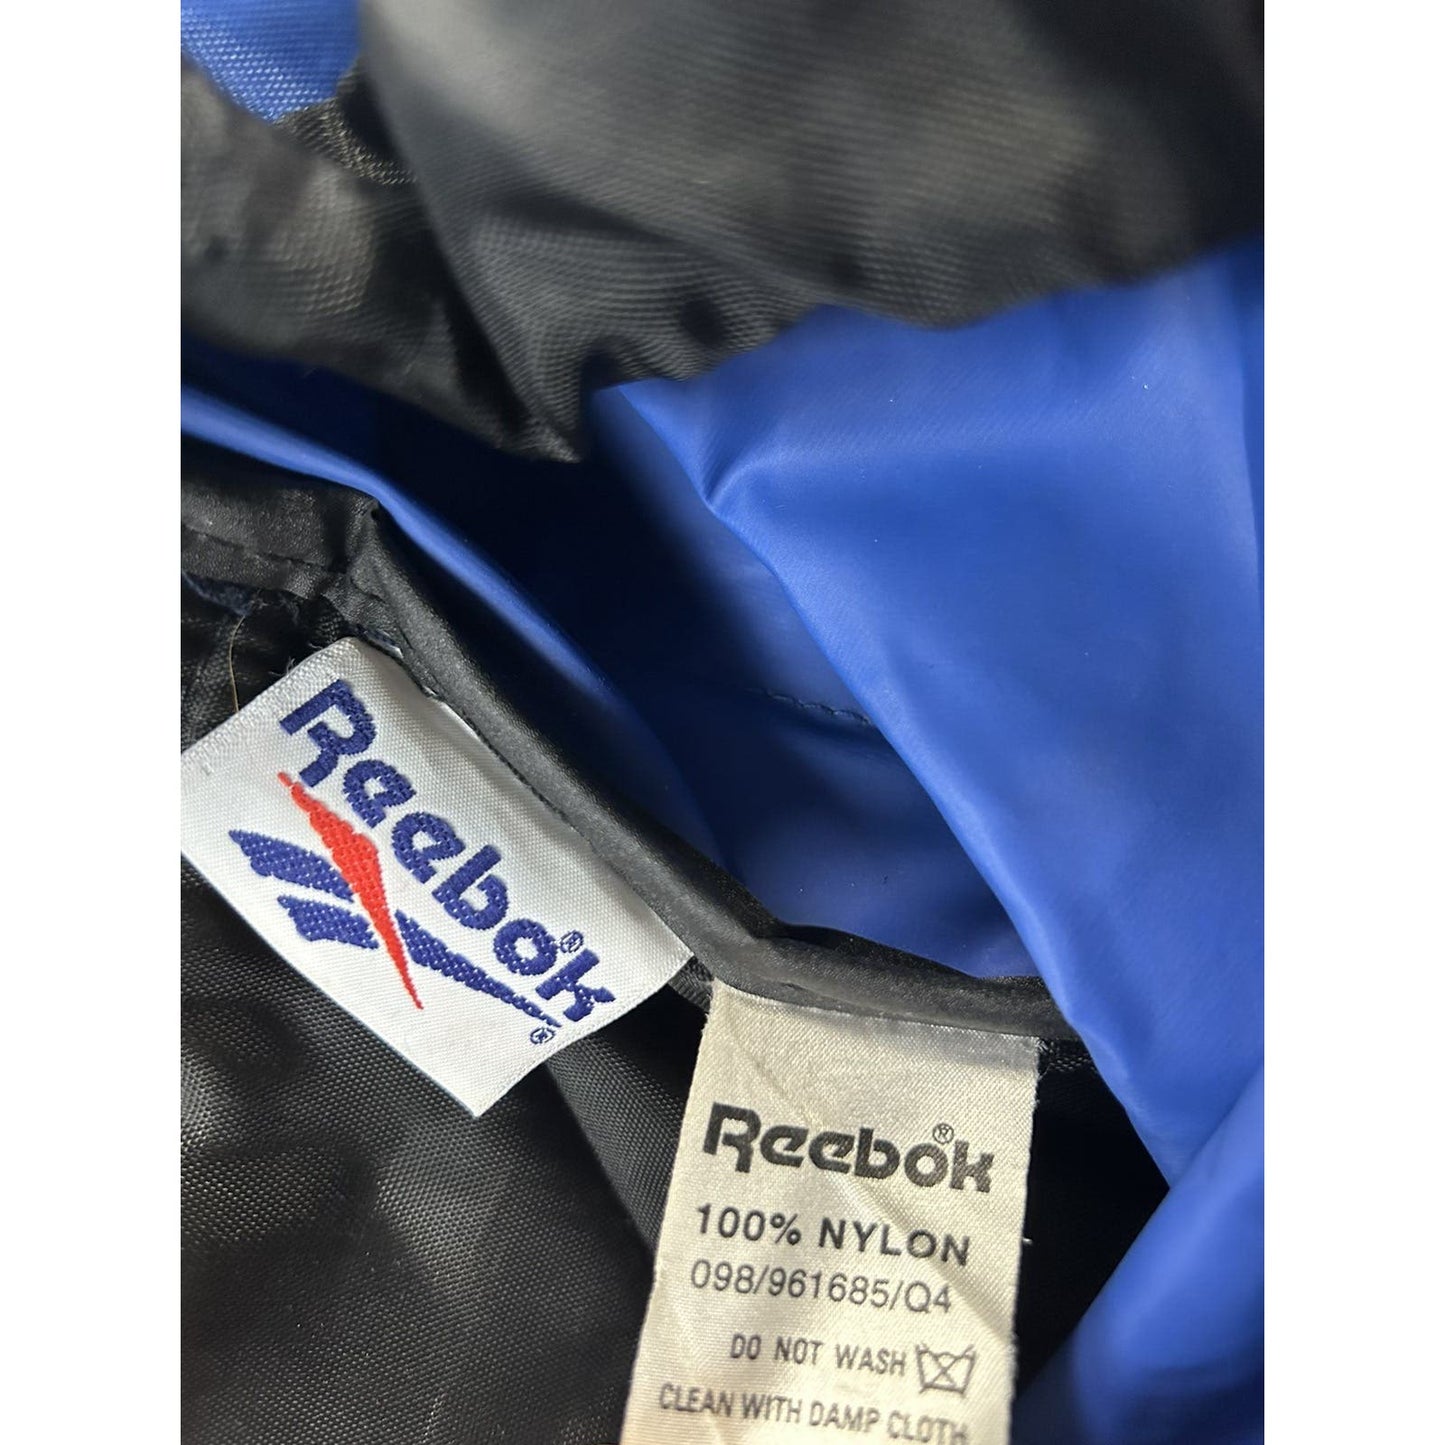 Reebok®
®
Reebok®
100% NYLON
098/961685/Q4
DO NOT WASH
CLEAN WITH DAMP CLOTH